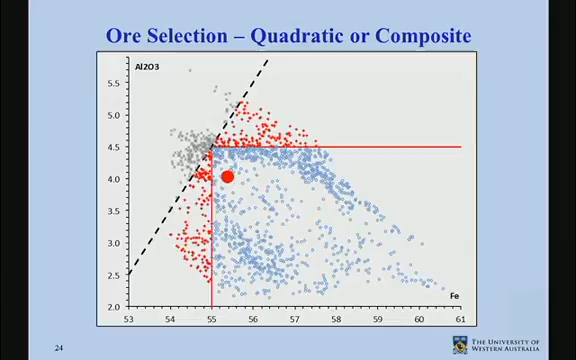 Ore Selection – Quadratic or Composite
Al2O3
5.5
5.0
4.5
4.0
3.5
3.0
2.5
2.0
Fe
53 54 55 56 57 58 59 60 61
24
THE UNIVERSITY OF
WESTERN AUSTRALIA